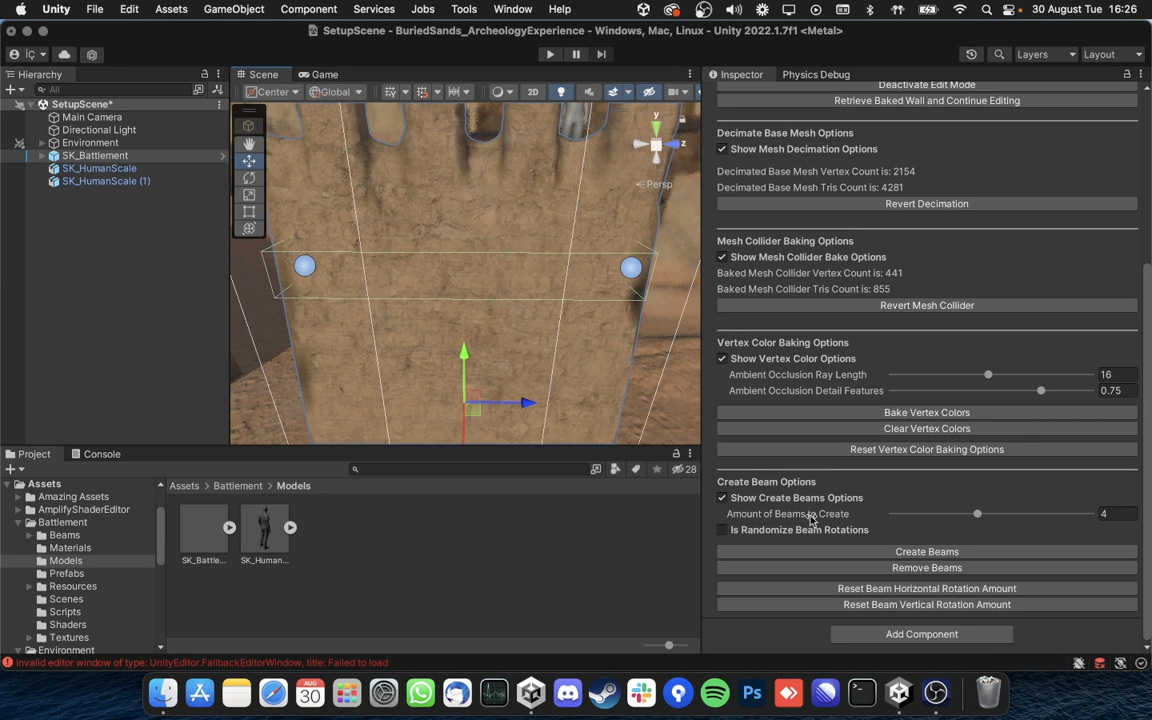 Unity File Edit Assets GameObject Component Services Jobs Tools Window Help 30 August Tue 16:26
SetupScene - BuriedSands_ArcheologyExperience - Windows, Mac, Linux - Unity 2022.1.7f1 <Metal>
İÇ Layers Layout
Hierarchy
All
SetupScene*
Main Camera
Directional Light
Environment
SK_Battlement
SK_HumanScale
SK_HumanScale (1)
Scene Game
Center Global 2D
y
z
Persp
Inspector Physics Debug
Deactivate Edit Mode
Retrieve Baked Wall and Continue Editing
Decimate Base Mesh Options
Show Mesh Decimation Options
Decimated Base Mesh Vertex Count is: 2154
Decimated Base Mesh Tris Count is: 4281
Revert Decimation
Mesh Collider Baking Options
Show Mesh Collider Bake Options
Baked Mesh Collider Vertex Count is: 441
Baked Mesh Collider Tris Count is: 855
Revert Mesh Collider
Vertex Color Baking Options
Show Vertex Color Options
Ambient Occlusion Ray Length 16
Ambient Occlusion Detail Features 0.75
Bake Vertex Colors
Clear Vertex Colors
Reset Vertex Color Baking Options
Create Beam Options
Show Create Beams Options
Amount of Beams to Create 4
Is Randomize Beam Rotations
Create Beams
Remove Beams
Reset Beam Horizontal Rotation Amount
Reset Beam Vertical Rotation Amount
Add Component
Project Console
28
Assets
Amazing Assets
AmplifyShaderEditor
Battlement
Beams
Materials
Models
Prefabs
Resources
Scenes
Scripts
Shaders
Textures
Environment
Assets > Battlement > Models
SK_Battle... SK_Human...
Invalid editor window of type: UnityEditor.FallbackEditorWindow, title: Failed to load
AUG
30
Ps